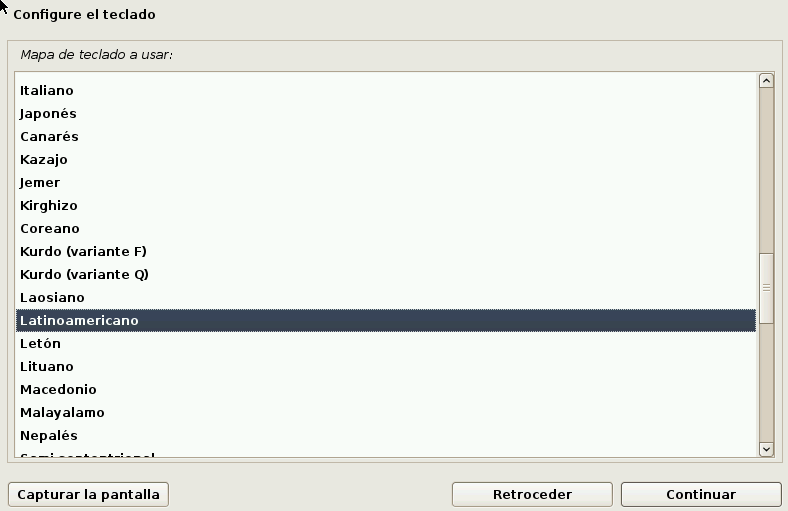 Configure el teclado
Mapa de teclado a usar:
Italiano
Japonés
Canarés
Kazajo
Jemer
Kirghizo
Coreano
Kurdo (variante F)
Kurdo (variante Q)
Laosiano
Latinoamericano
Letón
Lituano
Macedonio
Malayalamo
Nepalés
Capturar la pantalla
Retroceder
Continuar